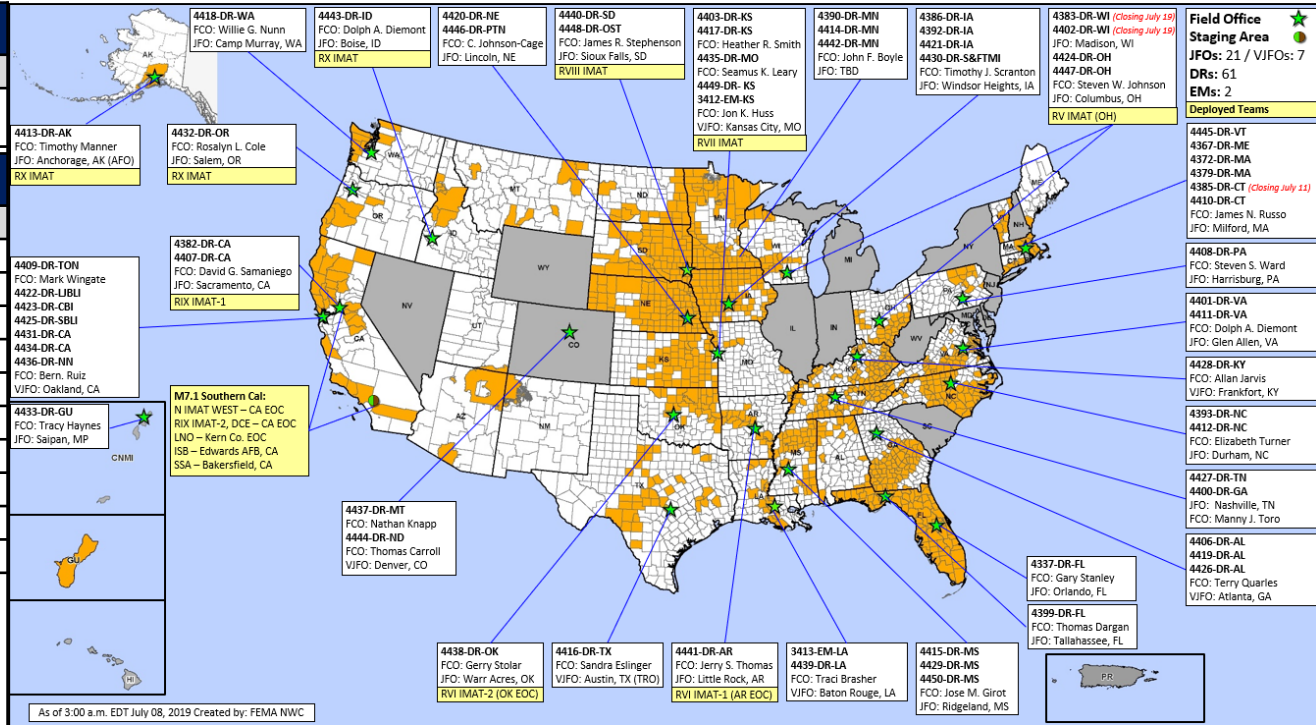 4418-DR-WA
FCO: Willie G. Nunn
JFO: Camp Murray, WA
4443-DR-ID
FCO: Dolph A. Diemont
JFO: Boise, ID
RX IMAT
4420-DR-NE
4446-DR-PTN
FCO: C. Johnson-Cage
JFO: Lincoln, NE
4440-DR-SD
4448-DR-OST
FCO: James R. Stephenson
JFO: Sioux Falls, SD
RVIII IMAT
4403-DR-KS
4417-DR-KS
FCO: Heather R. Smith
4435-DR-MO
FCO: Seamus K. Leary
4449-DR- KS
3412-EM-KS
FCO: Jon K. Huss
VJFO: Kansas City, MO
RVII IMAT
4390-DR-MN
4414-DR-MN
4442-DR-MN
FCO: John F. Boyle
JFO: TBD
4386-DR-IA
4392-DR-IA
4421-DR-IA
4430-DR-S&FTMI
FCO: Timothy J. Scranton
JFO: Windsor Heights, IA
4383-DR-WI (Closing July 19)
4402-DR-WI (Closing July 19)
JFO: Madison, WI
4424-DR-OH
4447-DR-OH
FCO: Steven W. Johnson
JFO: Columbus, OH
RV IMAT (OH)
Field Office
Staging Area
JFOs: 21 / VJFOs: 7
DRs: 61
EMs: 2
Deployed Teams
4413-DR-AK
FCO: Timothy Manner
JFO: Anchorage, AK (AFO)
RX IMAT
4432-DR-OR
FCO: Rosalyn L. Cole
JFO: Salem, OR
RX IMAT
4445-DR-VT
4367-DR-ME
4372-DR-MA
4379-DR-MA
4385-DR-CT (Closing July 11)
4410-DR-CT
FCO: James N. Russo
JFO: Milford, MA
4382-DR-CA
4407-DR-CA
FCO: David G. Samaniego
JFO: Sacramento, CA
RIX IMAT-1
4409-DR-TON
FCO: Mark Wingate
4422-DR-LBLI
4423-DR-CBI
4425-DR-SBLI
4431-DR-CA
4434-DR-CA
4436-DR-NN
FCO: Bern. Ruiz
VJFO: Oakland, CA
4408-DR-PA
FCO: Steven S. Ward
JFO: Harrisburg, PA
4401-DR-VA
4411-DR-VA
FCO: Dolph A. Diemont
JFO: Glen Allen, VA
4428-DR-KY
FCO: Allan Jarvis
VJFO: Frankfort, KY
M7.1 Southern Cal:
N IMAT WEST – CA EOC
RIX IMAT-2, DCE – CA EOC
LNO – Kern Co. EOC
ISB – Edwards AFB, CA
SSA – Bakersfield, CA
4433-DR-GU
FCO: Tracy Haynes
JFO: Saipan, MP
4393-DR-NC
4412-DR-NC
FCO: Elizabeth Turner
JFO: Durham, NC
4427-DR-TN
4400-DR-GA
JFO: Nashville, TN
FCO: Manny J. Toro
4437-DR-MT
FCO: Nathan Knapp
4444-DR-ND
FCO: Thomas Carroll
VJFO: Denver, CO
4406-DR-AL
4419-DR-AL
4426-DR-AL
FCO: Terry Quarles
VJFO: Atlanta, GA
4337-DR-FL
FCO: Gary Stanley
JFO: Orlando, FL
4399-DR-FL
FCO: Thomas Dargan
JFO: Tallahassee, FL
4438-DR-OK
FCO: Gerry Stolar
JFO: Warr Acres, OK
RVI IMAT-2 (OK EOC)
4416-DR-TX
FCO: Sandra Eslinger
VJFO: Austin, TX (TRO)
4441-DR-AR
FCO: Jerry S. Thomas
JFO: Little Rock, AR
RVI IMAT-1 (AR EOC)
3413-EM-LA
4439-DR-LA
FCO: Traci Brasher
VJFO: Baton Rouge, LA
4415-DR-MS
4429-DR-MS
4450-DR-MS
FCO: Jose M. Girot
JFO: Ridgeland, MS
AK
WA
OR
ID
MT
ND
SD
MN
WI
MI
WY
NV
UT
CA
CO
NE
KS
IA
MO
IL
IN
OH
KY
WV
VA
PA
NY
NJ
MD
ME
NH
MA
CT
AZ
NM
TX
OK
AR
LA
MS
AL
TN
GA
SC
NC
FL
CNMI
GU
HI
PR
As of 3:00 a.m. EDT July 08, 2019 Created by: FEMA NWC